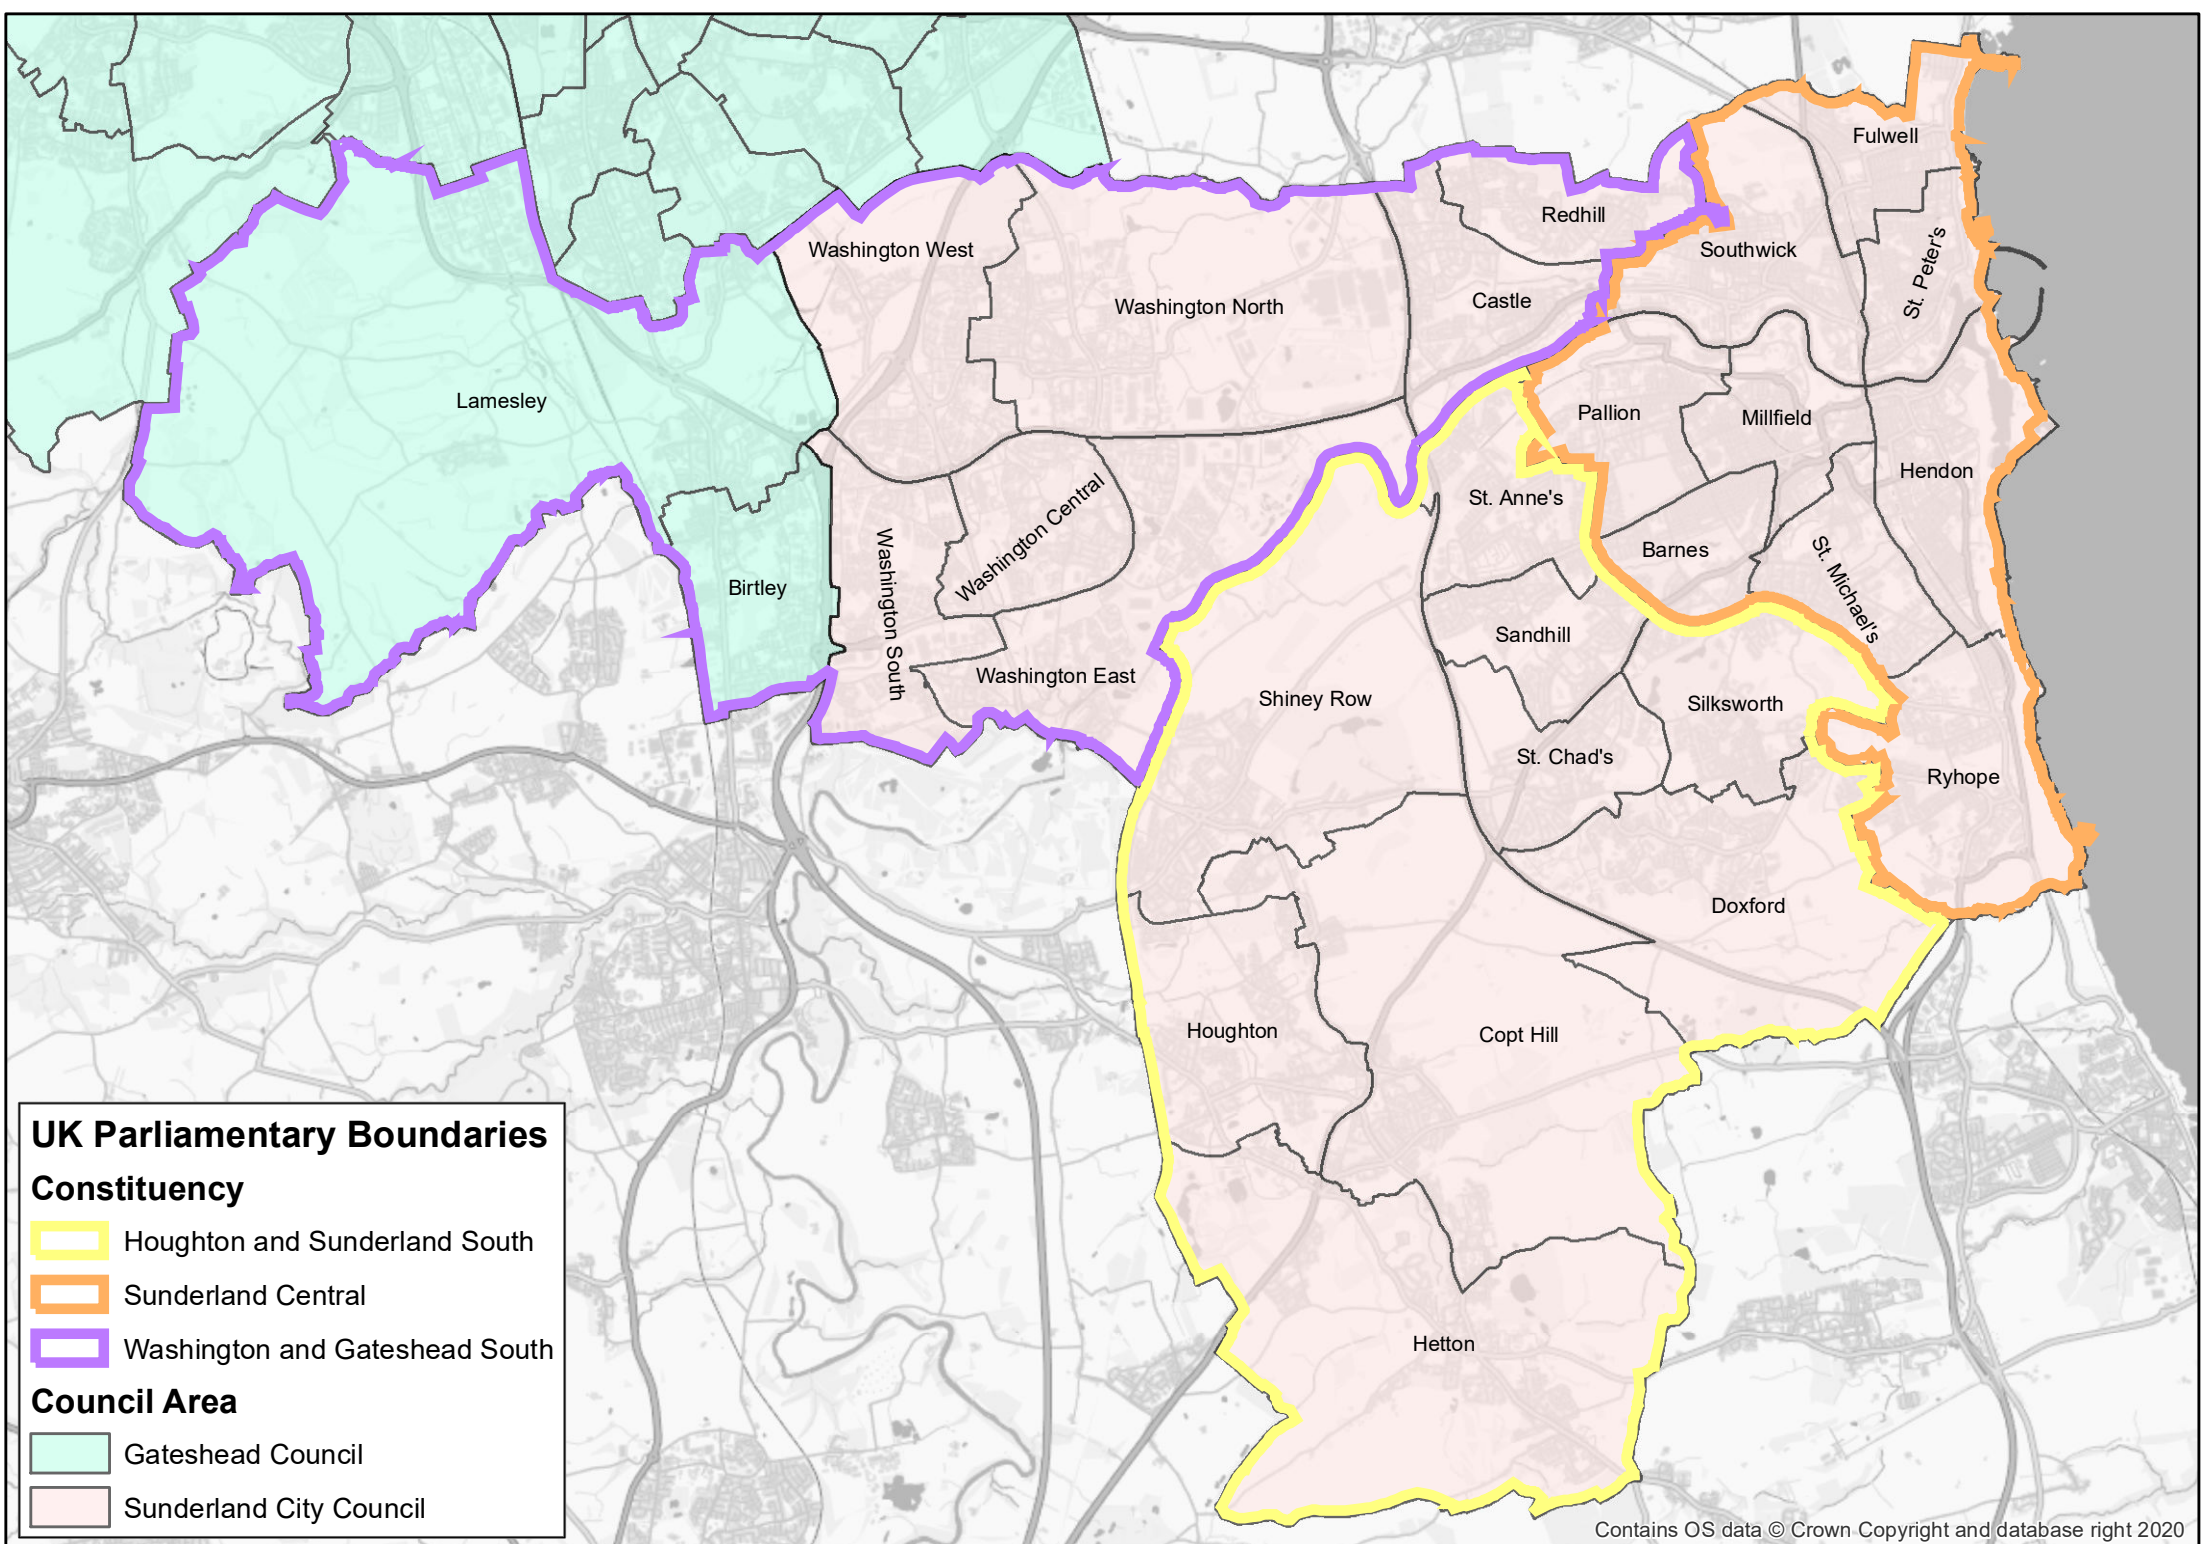 Fulwell
Redhill
Southwick
St. Peter's
Washington West
Washington North
Castle
Lamesley
Pallion
Millfield
Hendon
St. Anne's
Washington Central
Barnes
St. Michael's
Birtley
Washington South
Sandhill
Washington East
Shiney Row
Silksworth
St. Chad's
Ryhope
Doxford
Houghton
Copt Hill
Hetton
UK Parliamentary Boundaries
Constituency
Houghton and Sunderland South
Sunderland Central
Washington and Gateshead South
Council Area
Gateshead Council
Sunderland City Council
Contains OS data © Crown Copyright and database right 2020